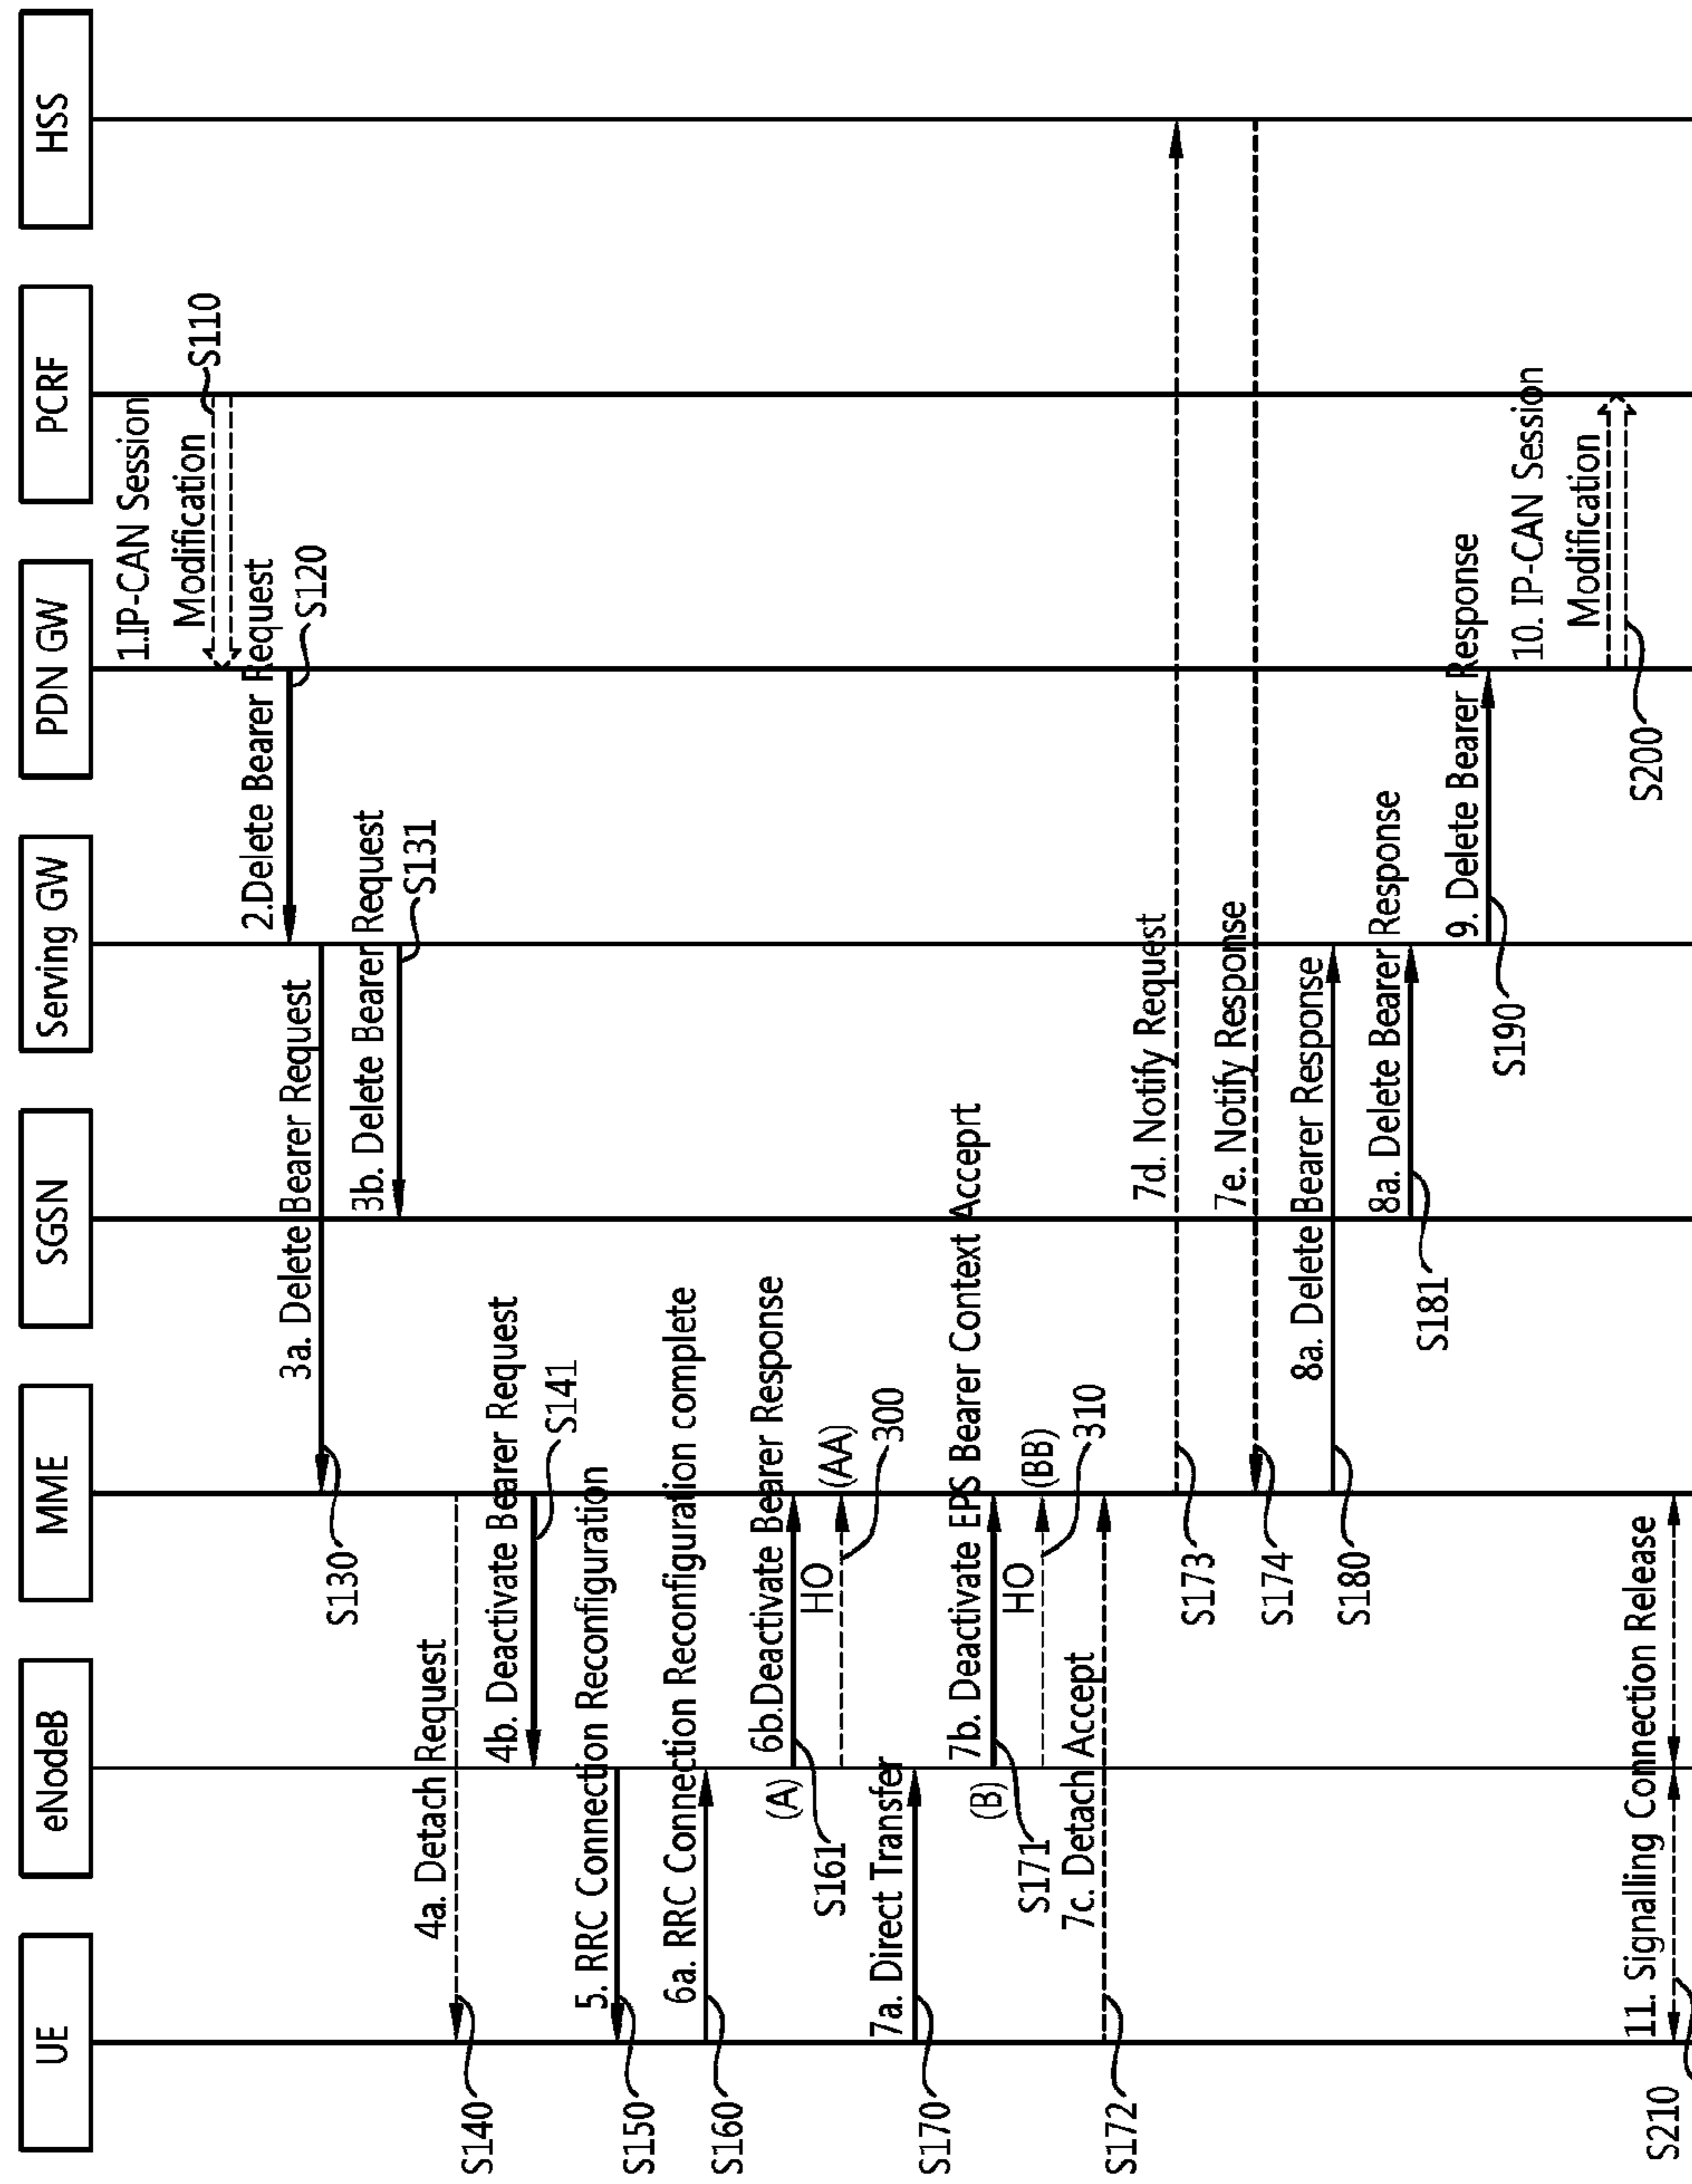 UE
eNodeB
MME
SGSN
Serving GW
PDN GW
PCRF
HSS
1.IP-CAN Session
Modification
S110
2.Delete Bearer Request
S120
3a. Delete Bearer Request
S130
3b. Delete Bearer Request
S131
4a. Detach Request
S140
4b. Deactivate Bearer Request
S141
5. RRC Connection Reconfiguration
S150
6a. RRC Connection Reconfiguration complete
S160
(A)
6b.Deactivate Bearer Response
S161
HO
(AA)
300
7a. Direct Transfer
S170
(B)
7b. Deactivate EPS Bearer Context Acceprt
S171
HO
(BB)
310
7c. Detach Accept
S172
7d. Notify Request
S173
7e. Notify Response
S174
8a. Delete Bearer Response
S180
8a. Delete Bearer Response
S181
9. Delete Bearer Response
S190
10. IP-CAN Session
Modification
S200
11. Signalling Connection Release
S210